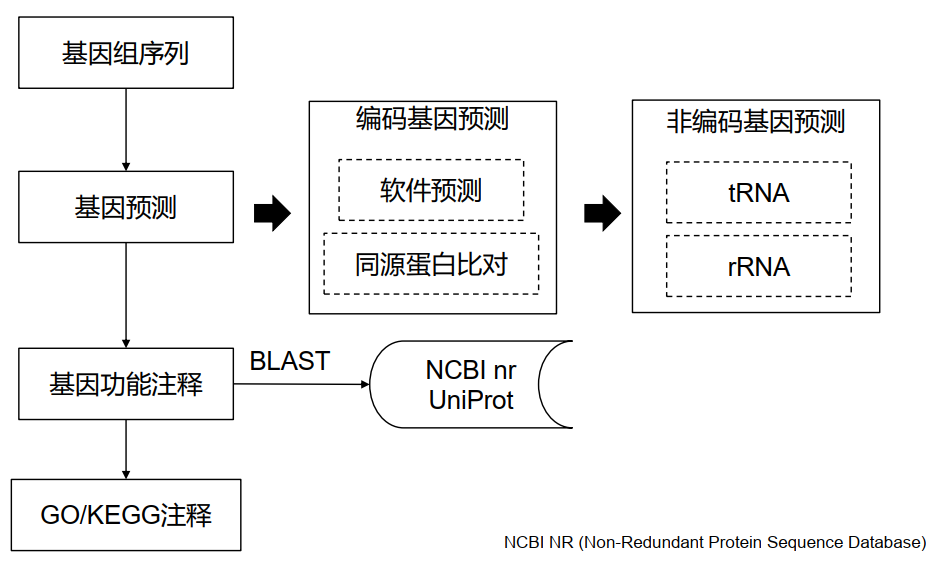 基因组序列
基因预测
编码基因预测
软件预测
同源蛋白比对
非编码基因预测
tRNA
rRNA
基因功能注释
BLAST
NCBI nr
UniProt
GO/KEGG注释
NCBI NR (Non-Redundant Protein Sequence Database)